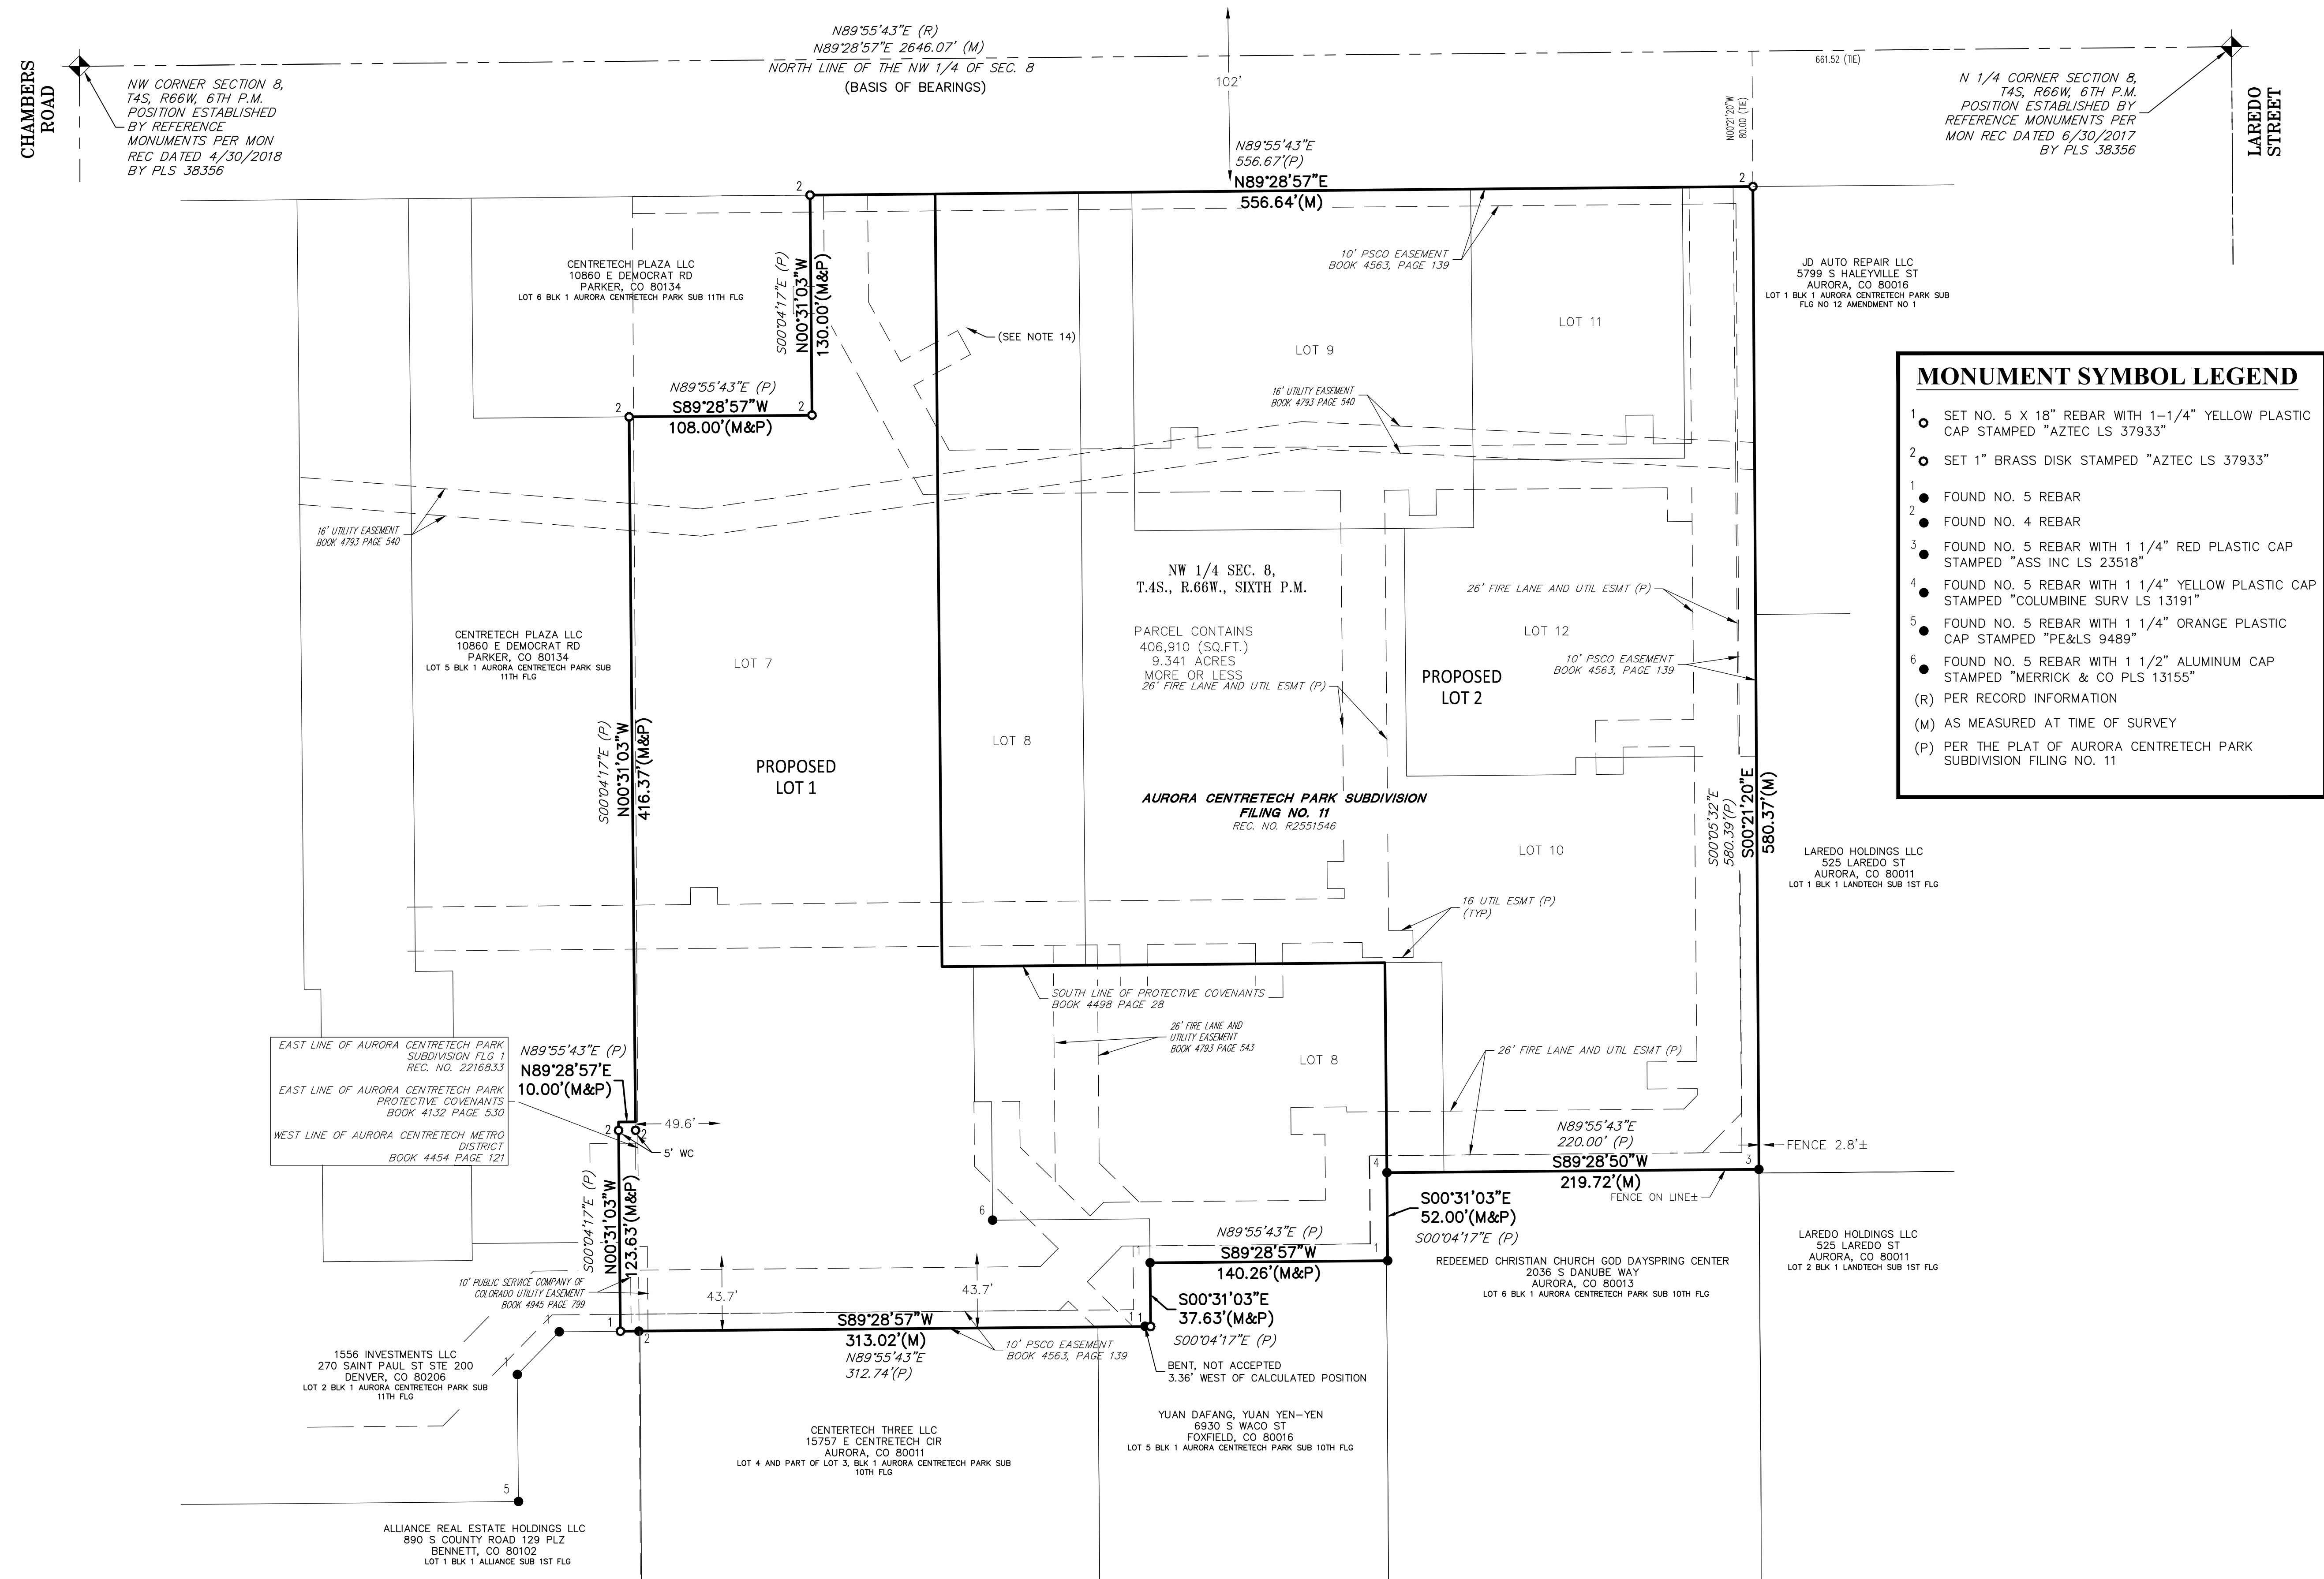 N89°55'43"E (R)
N89°28'57"E 2646.07' (M)
NORTH LINE OF THE NW 1/4 OF SEC. 8
(BASIS OF BEARINGS)
102'
661.52 (TIE)
N00°21'20"W
80.00 (TIE)
CHAMBERS
ROAD
NW CORNER SECTION 8,
T4S, R66W, 6TH P.M.
POSITION ESTABLISHED
BY REFERENCE
MONUMENTS PER MON
REC DATED 4/30/2018
BY PLS 38356
N 1/4 CORNER SECTION 8,
T4S, R66W, 6TH P.M.
POSITION ESTABLISHED BY
REFERENCE MONUMENTS PER
MON REC DATED 6/30/2017
BY PLS 38356
LAREDO
STREET
N89°55'43"E
556.67'(P)
N89°28'57"E
556.64'(M)
2
2
CENTRETECH PLAZA LLC
10860 E DEMOCRAT RD
PARKER, CO 80134
LOT 6 BLK 1 AURORA CENTRETECH PARK SUB 11TH FLG
S00°04'17"E (P)
N00°31'03"W
130.00'(M&P)
10' PSCO EASEMENT
BOOK 4563, PAGE 139
JD AUTO REPAIR LLC
5799 S HALEYVILLE ST
AURORA, CO 80016
LOT 1 BLK 1 AURORA CENTRETECH PARK SUB
FLG NO 12 AMENDMENT NO 1
(SEE NOTE 14)
LOT 9
LOT 11
N89°55'43"E (P)
S89°28'57"W
108.00'(M&P)
2
2
16' UTILITY EASEMENT
BOOK 4793 PAGE 540
MONUMENT SYMBOL LEGEND
1 SET NO. 5 X 18" REBAR WITH 1-1/4" YELLOW PLASTIC
CAP STAMPED "AZTEC LS 37933"
2 SET 1" BRASS DISK STAMPED "AZTEC LS 37933"
1 FOUND NO. 5 REBAR
2 FOUND NO. 4 REBAR
3 FOUND NO. 5 REBAR WITH 1 1/4" RED PLASTIC CAP
STAMPED "ASS INC LS 23518"
4 FOUND NO. 5 REBAR WITH 1 1/4" YELLOW PLASTIC CAP
STAMPED "COLUMBINE SURV LS 13191"
5 FOUND NO. 5 REBAR WITH 1 1/4" ORANGE PLASTIC
CAP STAMPED "PE&LS 9489"
6 FOUND NO. 5 REBAR WITH 1 1/2" ALUMINUM CAP
STAMPED "MERRICK & CO PLS 13155"
(R) PER RECORD INFORMATION
(M) AS MEASURED AT TIME OF SURVEY
(P) PER THE PLAT OF AURORA CENTRETECH PARK
SUBDIVISION FILING NO. 11
16' UTILITY EASEMENT
BOOK 4793 PAGE 540
NW 1/4 SEC. 8,
T.4S., R.66W., SIXTH P.M.
26' FIRE LANE AND UTIL ESMT (P)
CENTRETECH PLAZA LLC
10860 E DEMOCRAT RD
PARKER, CO 80134
LOT 5 BLK 1 AURORA CENTRETECH PARK SUB
11TH FLG
LOT 7
PARCEL CONTAINS
406,910 (SQ.FT.)
9.341 ACRES
MORE OR LESS
26' FIRE LANE AND UTIL ESMT (P)
LOT 12
10' PSCO EASEMENT
BOOK 4563, PAGE 139
PROPOSED
LOT 2
LOT 8
PROPOSED
LOT 1
S00°04'17"E (P)
N00°31'03"W
416.37'(M&P)
AURORA CENTRETECH PARK SUBDIVISION
FILING NO. 11
REC. NO. R2551546
S00°05'32"E
580.39'(P)
S00°21'20"E
580.37'(M)
LOT 10
LAREDO HOLDINGS LLC
525 LAREDO ST
AURORA, CO 80011
LOT 1 BLK 1 LANDTECH SUB 1ST FLG
16 UTIL ESMT (P)
(TYP)
SOUTH LINE OF PROTECTIVE COVENANTS
BOOK 4498 PAGE 28
26' FIRE LANE AND
UTILITY EASEMENT
BOOK 4793 PAGE 543
LOT 8
26' FIRE LANE AND UTIL ESMT (P)
EAST LINE OF AURORA CENTRETECH PARK
SUBDIVISION FLG 1
REC. NO. 2216833
EAST LINE OF AURORA CENTRETECH PARK
PROTECTIVE COVENANTS
BOOK 4132 PAGE 530
WEST LINE OF AURORA CENTRETECH METRO
DISTRICT
BOOK 4454 PAGE 121
N89°55'43"E (P)
N89°28'57'E
10.00'(M&P)
49.6'
2
2
5' WC
N89°55'43"E
220.00' (P)
S89°28'50"W
219.72'(M)
FENCE ON LINE±
FENCE 2.8'±
4
3
S00°04'17"E (P)
N00°31'03"W
123.63'(M&P)
6
S00°31'03"E
52.00'(M&P)
S00°04'17"E (P)
N89°55'43"E (P)
S89°28'57"W
140.26'(M&P)
1
REDEEMED CHRISTIAN CHURCH GOD DAYSPRING CENTER
2036 S DANUBE WAY
AURORA, CO 80013
LOT 6 BLK 1 AURORA CENTRETECH PARK SUB 10TH FLG
LAREDO HOLDINGS LLC
525 LAREDO ST
AURORA, CO 80011
LOT 2 BLK 1 LANDTECH SUB 1ST FLG
10' PUBLIC SERVICE COMPANY OF
COLORADO UTILITY EASEMENT
BOOK 4945 PAGE 799
43.7'
43.7'
1
S00°31'03"E
37.63'(M&P)
S00°04'17"E (P)
1
1
S89°28'57"W
313.02'(M)
N89°55'43"E
312.74'(P)
1
1
2
10' PSCO EASEMENT
BOOK 4563, PAGE 139
BENT, NOT ACCEPTED
3.36' WEST OF CALCULATED POSITION
1556 INVESTMENTS LLC
270 SAINT PAUL ST STE 200
DENVER, CO 80206
LOT 2 BLK 1 AURORA CENTRETECH PARK SUB
11TH FLG
1
CENTERTECH THREE LLC
15757 E CENTRETECH CIR
AURORA, CO 80011
LOT 4 AND PART OF LOT 3, BLK 1 AURORA CENTRETECH PARK SUB
10TH FLG
YUAN DAFANG, YUAN YEN-YEN
6930 S WACO ST
FOXFIELD, CO 80016
LOT 5 BLK 1 AURORA CENTRETECH PARK SUB 10TH FLG
5
ALLIANCE REAL ESTATE HOLDINGS LLC
890 S COUNTY ROAD 129 PLZ
BENNETT, CO 80102
LOT 1 BLK 1 ALLIANCE SUB 1ST FLG